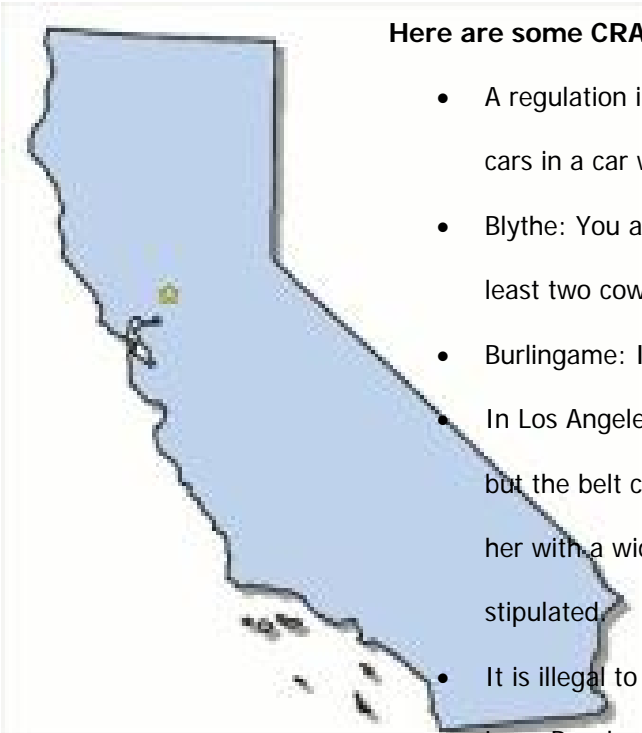 Here are some CRA
• A regulation i
cars in a car w
• Blythe: You a
least two cow
• Burlingame: I
• In Los Angele
but the belt c
her with a wid
stipulated.
• It is illegal to